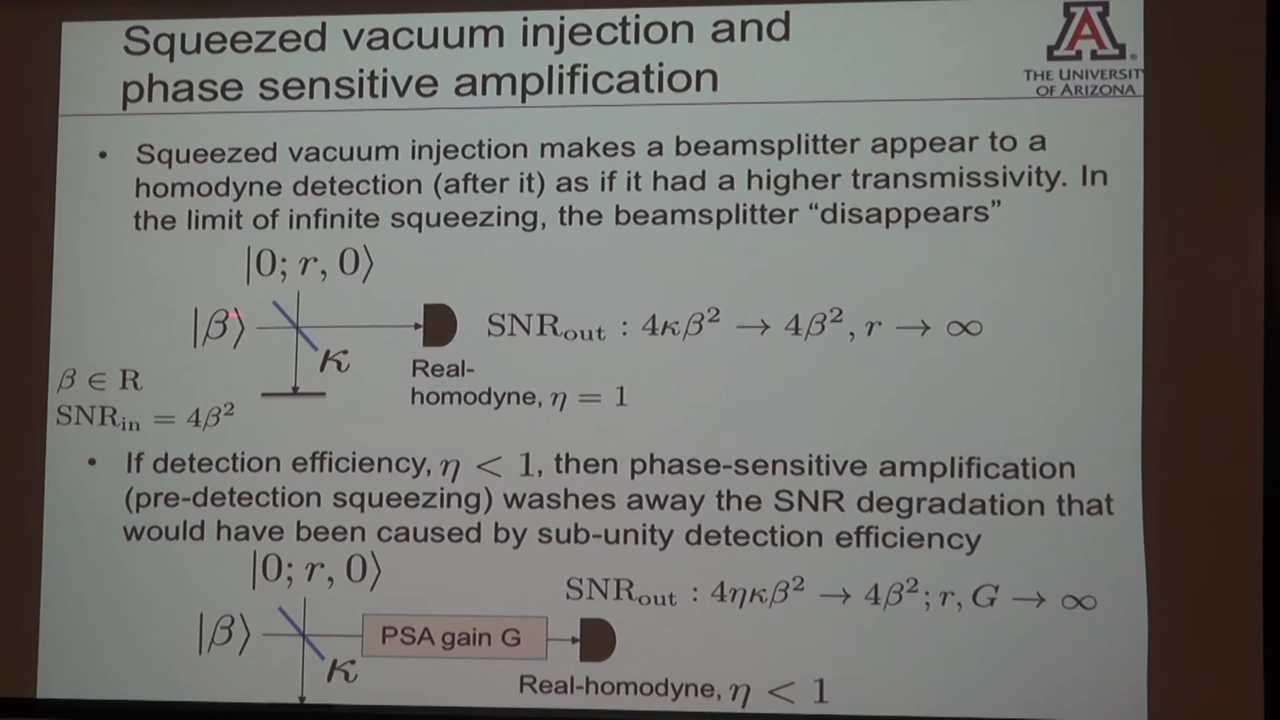 Squeezed vacuum injection and
phase sensitive amplification
A
THE UNIVERSIT
OF ARIZONA
• Squeezed vacuum injection makes a beamsplitter appear to a
homodyne detection (after it) as if it had a higher transmissivity. In
the limit of infinite squeezing, the beamsplitter “disappears”
|0; r, 0⟩
|β⟩
κ
SNRout : 4κβ² → 4β², r → ∞
Real-
homodyne, η = 1
β ∈ R
SNRin = 4β²
• If detection efficiency, η < 1, then phase-sensitive amplification
(pre-detection squeezing) washes away the SNR degradation that
would have been caused by sub-unity detection efficiency
|0; r, 0⟩
SNRout : 4ηκβ² → 4β²; r, G → ∞
|β⟩
PSA gain G
κ
Real-homodyne, η < 1